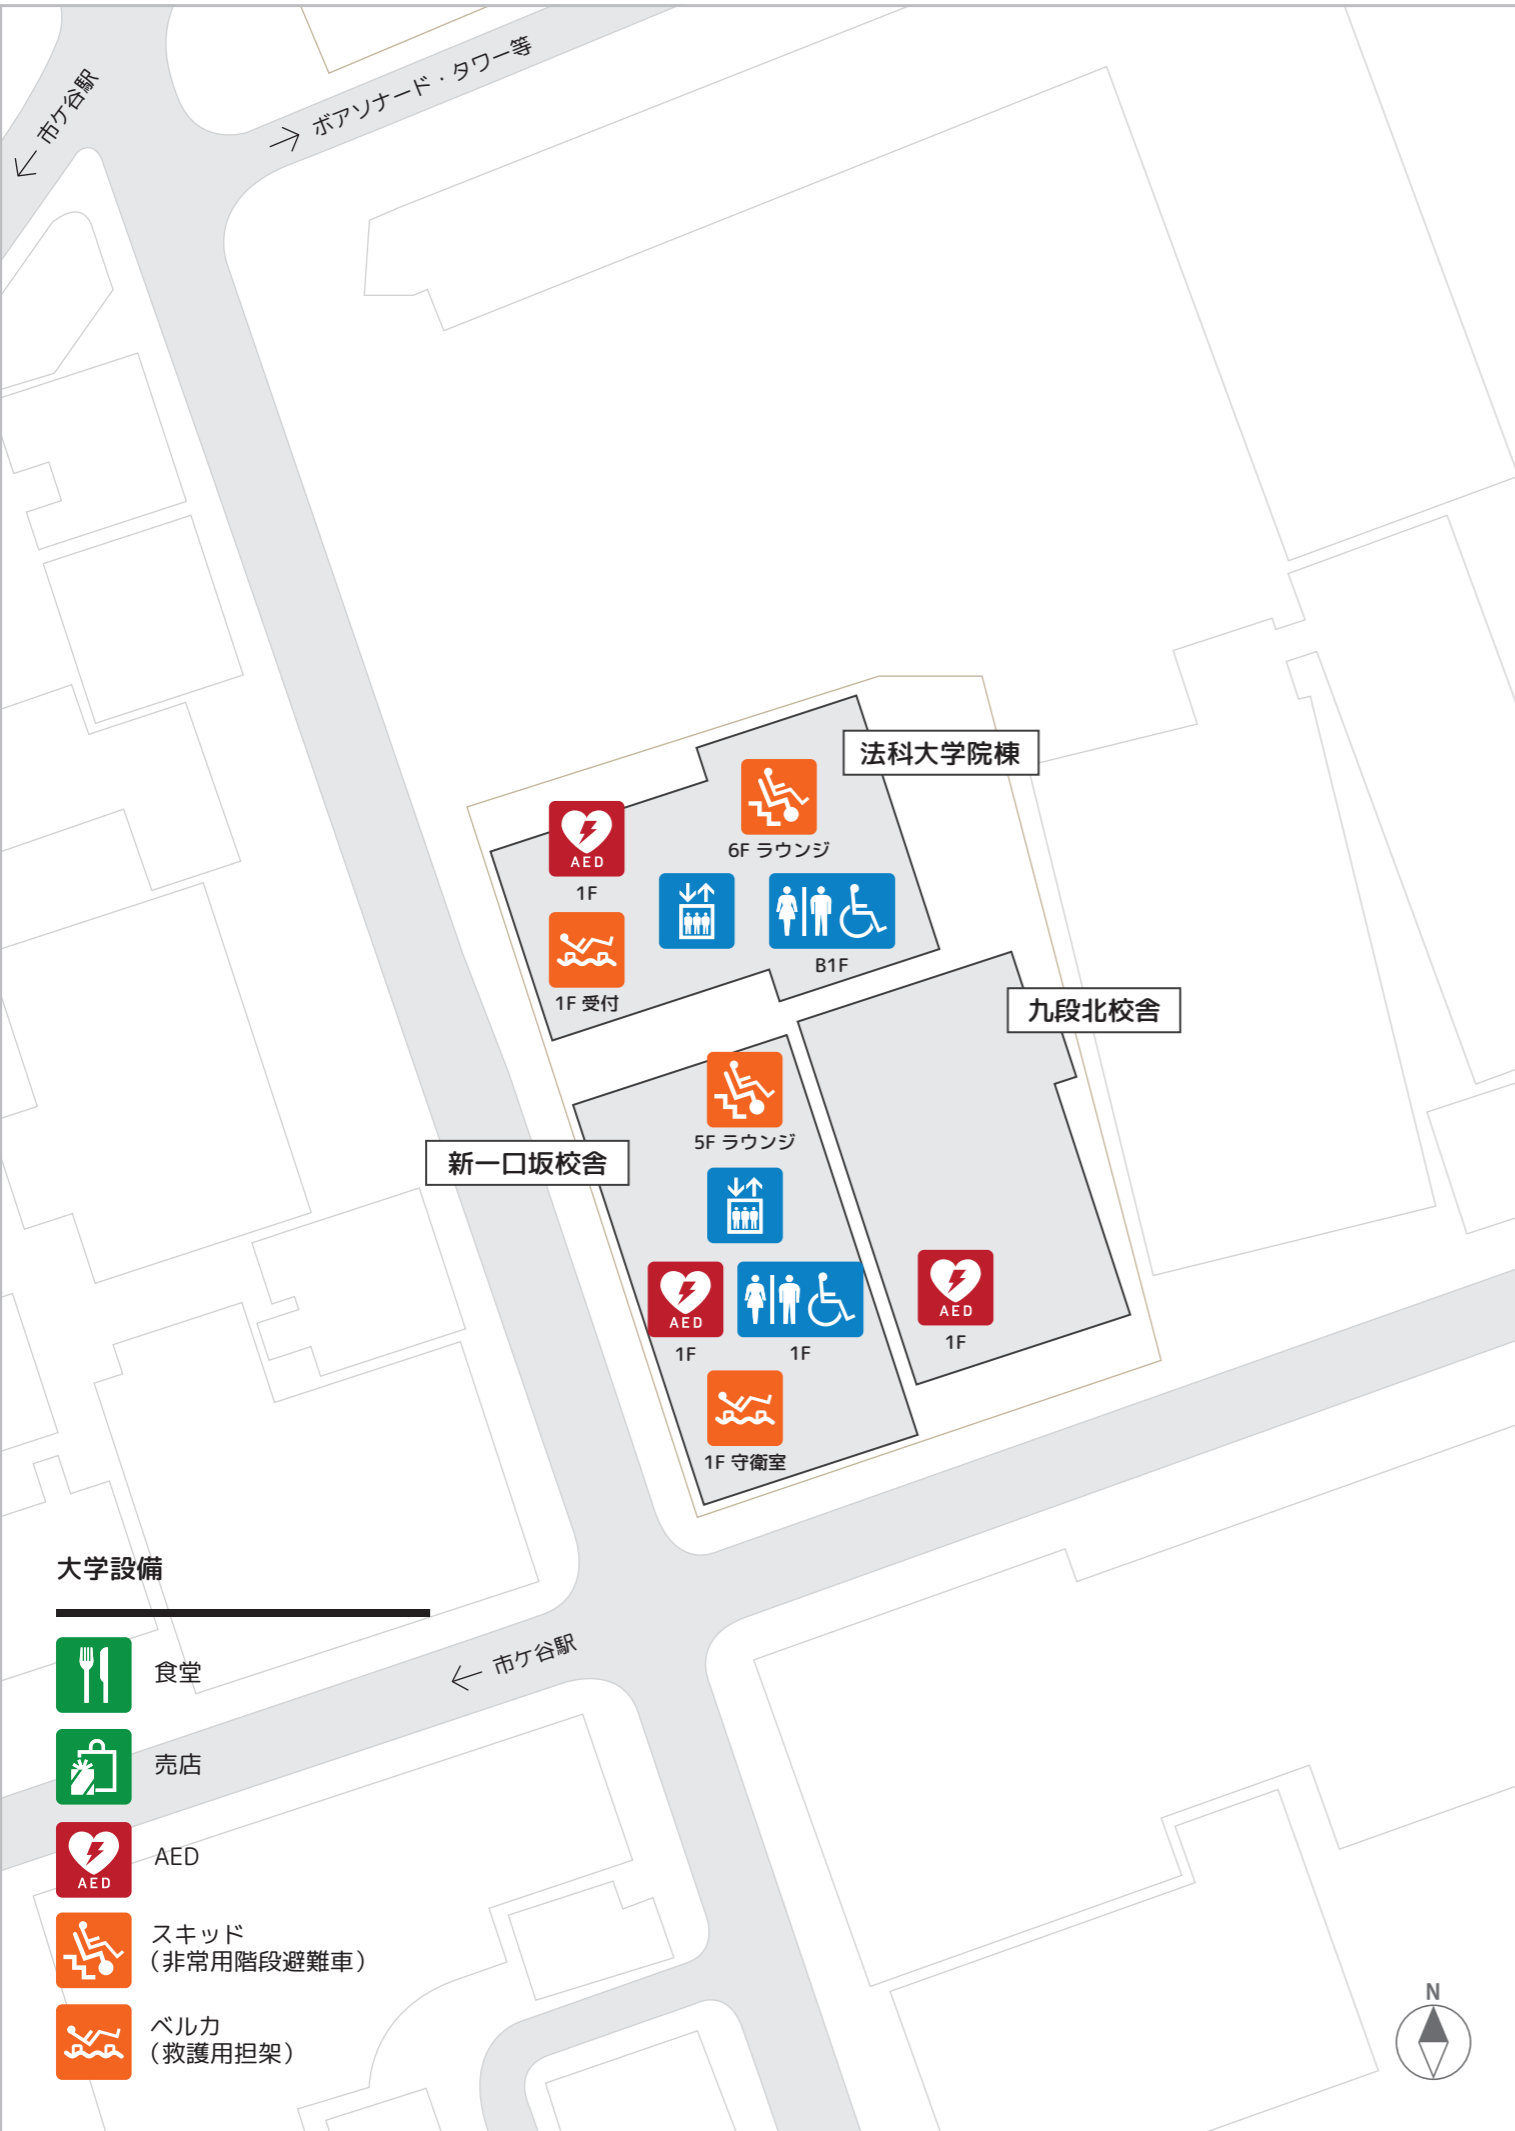 ← 市ケ谷駅
→ ボアソナード・タワー等
法科大学院棟
6F ラウンジ
AED
1F
B1F
1F 受付
九段北校舎
5F ラウンジ
新一口坂校舎
AED
1F
1F
AED
1F
1F 守衛室
大学設備
← 市ケ谷駅
食堂
売店
AED
AED
スキッド
（非常用階段避難車）
ベルカ
（救護用担架）
N